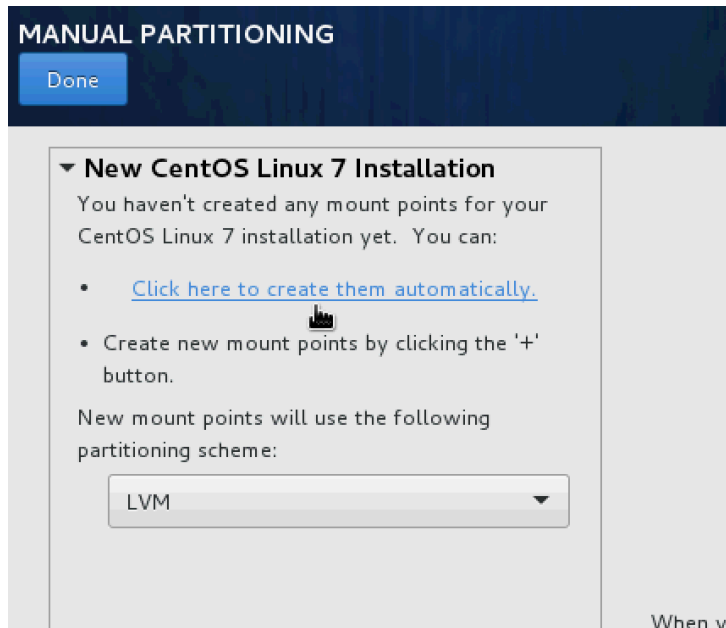 MANUAL PARTITIONING
Done
New CentOS Linux 7 Installation
You haven't created any mount points for your
CentOS Linux 7 installation yet.  You can:
• Click here to create them automatically.
• Create new mount points by clicking the '+'
button.
New mount points will use the following
partitioning scheme:
LVM
When